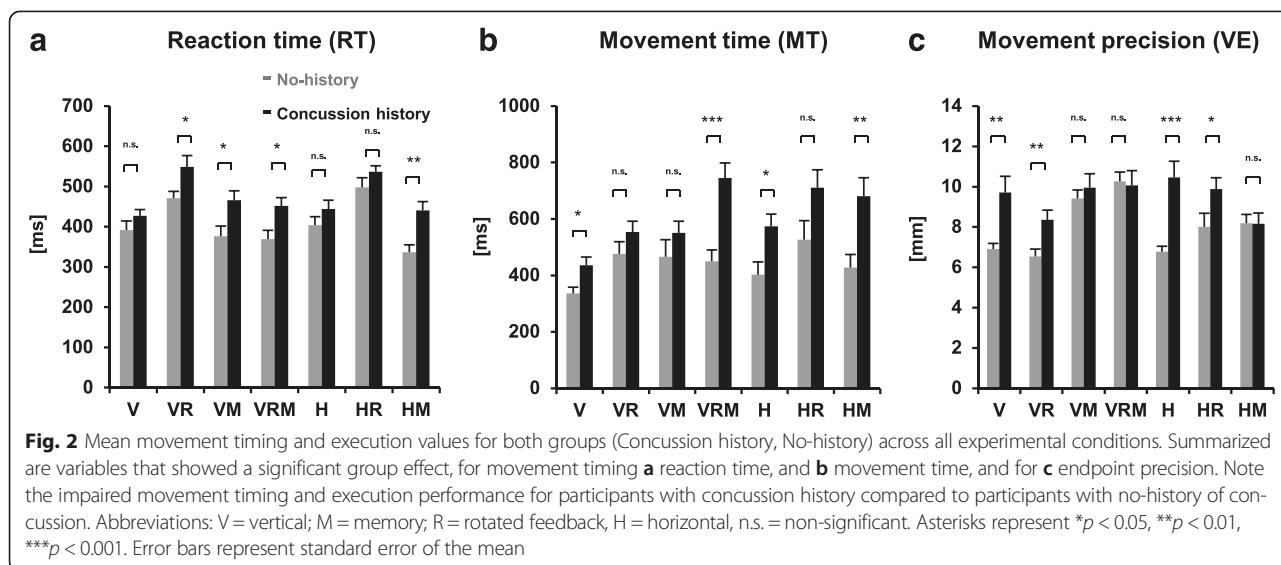 a Reaction time (RT)
No-history
Concussion history
700
600
500
400
300
200
100
0
[ms]
n.s. * * * n.s. n.s. **
V VR VM VRM H HR HM
b Movement time (MT)
1000
800
600
400
200
0
[ms]
* n.s. n.s. *** * n.s. **
V VR VM VRM H HR HM
c Movement precision (VE)
14
12
10
8
6
4
2
0
[mm]
** ** n.s. n.s. *** * n.s.
V VR VM VRM H HR HM
Fig. 2 Mean movement timing and execution values for both groups (Concussion history, No-history) across all experimental conditions. Summarized
are variables that showed a significant group effect, for movement timing a reaction time, and b movement time, and for c endpoint precision. Note
the impaired movement timing and execution performance for participants with concussion history compared to participants with no-history of con-
cussion. Abbreviations: V = vertical; M = memory; R = rotated feedback, H = horizontal, n.s. = non-significant. Asterisks represent *p < 0.05, **p < 0.01,
***p < 0.001. Error bars represent standard error of the mean